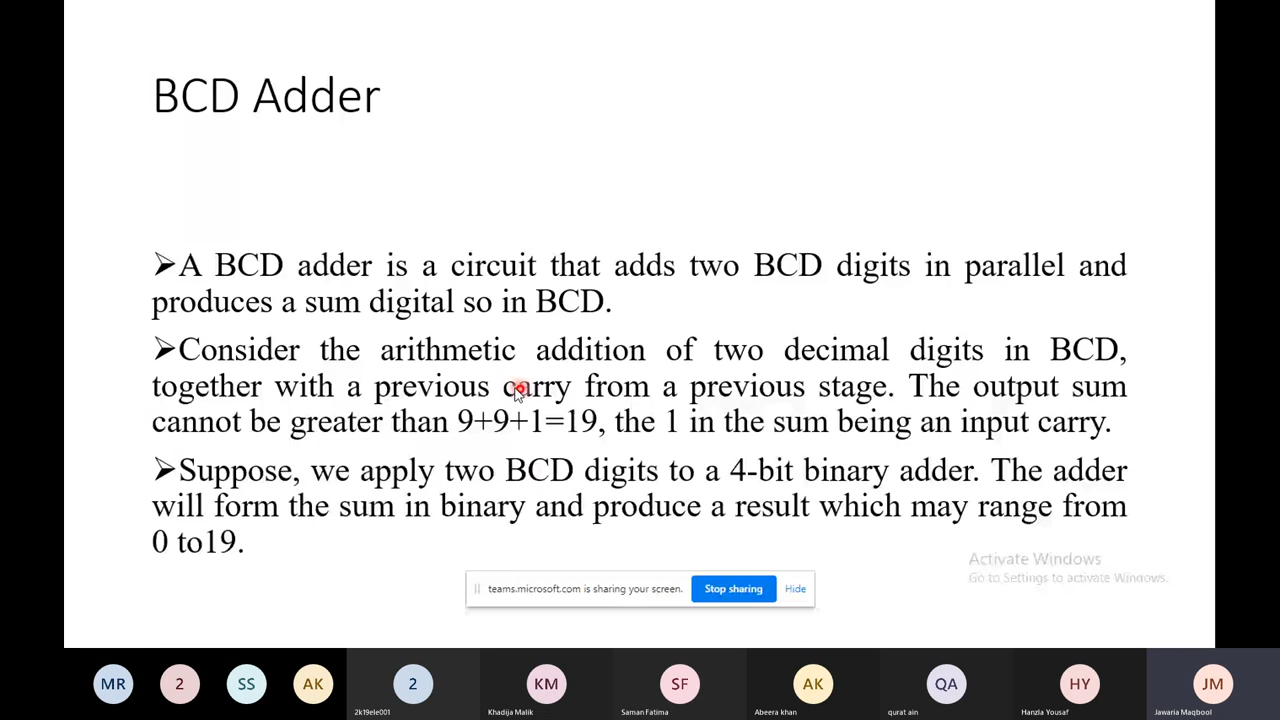 BCD Adder
➢A BCD adder is a circuit that adds two BCD digits in parallel and
produces a sum digital so in BCD.
➢Consider the arithmetic addition of two decimal digits in BCD,
together with a previous carry from a previous stage. The output sum
cannot be greater than 9+9+1=19, the 1 in the sum being an input carry.
➢Suppose, we apply two BCD digits to a 4-bit binary adder. The adder
will form the sum in binary and produce a result which may range from
0 to19.
Activate Windows
Go to Settings to activate Windows.
teams.microsoft.com is sharing your screen. Stop sharing Hide
MR 2 SS AK 2 KM SF AK QA HY JM
2k19ele001 Khadija Malik Saman Fatima Abeera khan qurat ain Hanzla Yousaf Jawaria Maqbool